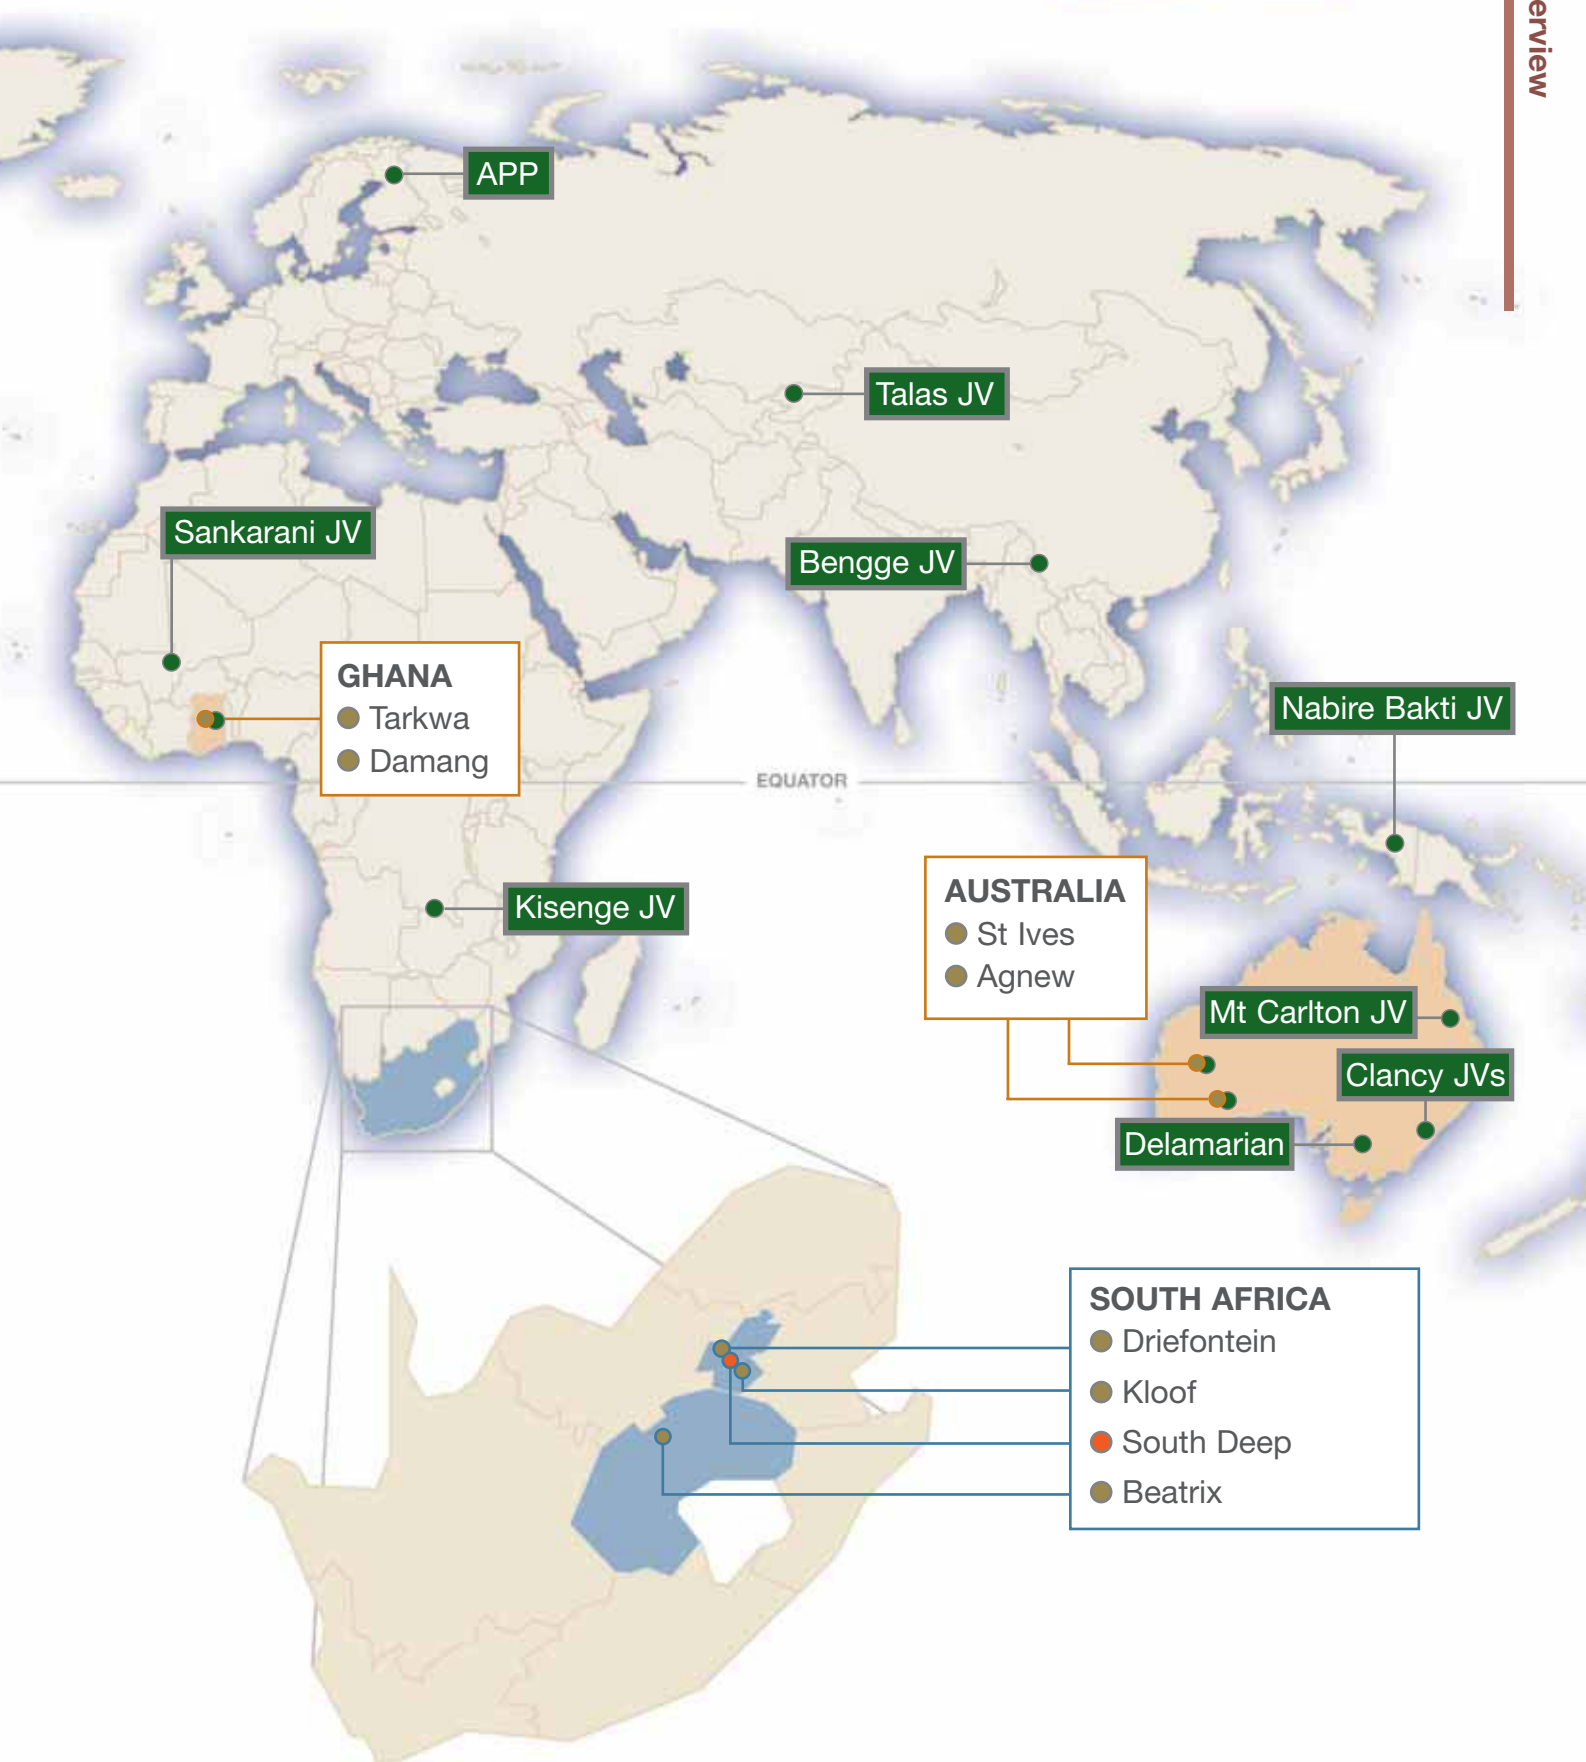 erview
APP
Talas JV
Sankarani JV
Bengge JV
GHANA
Tarkwa
Damang
Nabire Bakti JV
EQUATOR
Kisenge JV
AUSTRALIA
St Ives
Agnew
Mt Carlton JV
Clancy JVs
Delamarian
SOUTH AFRICA
Driefontein
Kloof
South Deep
Beatrix